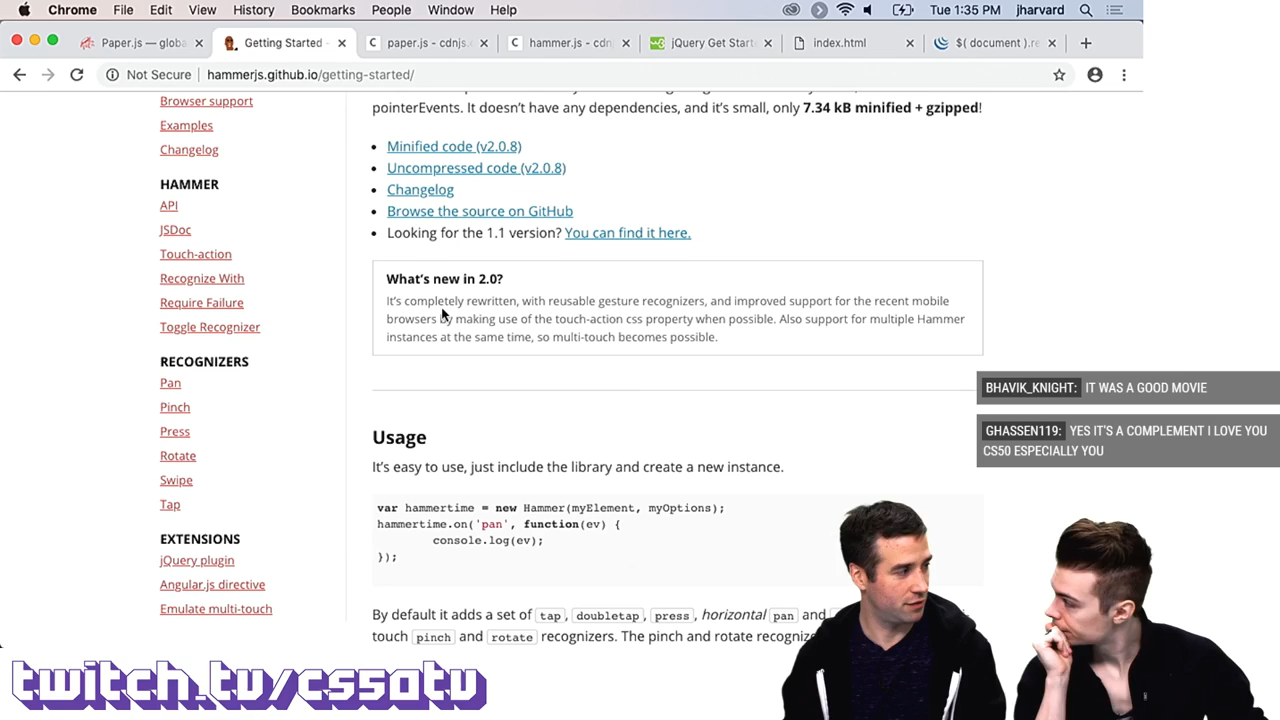 Chrome File Edit View History Bookmarks People Window Help Tue 1:35 PM jharvard
Paper.js — globa Getting Started - paper.js - cdnjs. hammer.js - cdnj jQuery Get Start index.html $( document ).re
Not Secure hammerjs.github.io/getting-started/
Browser support
Examples
Changelog
HAMMER
API
JSDoc
Touch-action
Recognize With
Require Failure
Toggle Recognizer
RECOGNIZERS
Pan
Pinch
Press
Rotate
Swipe
Tap
EXTENSIONS
jQuery plugin
Angular.js directive
Emulate multi-touch
pointerEvents. It doesn't have any dependencies, and it's small, only 7.34 kB minified + gzipped!
Minified code (v2.0.8)
Uncompressed code (v2.0.8)
Changelog
Browse the source on GitHub
Looking for the 1.1 version? You can find it here.
What's new in 2.0?
It's completely rewritten, with reusable gesture recognizers, and improved support for the recent mobile
browsers by making use of the touch-action css property when possible. Also support for multiple Hammer
instances at the same time, so multi-touch becomes possible.
Usage
It's easy to use, just include the library and create a new instance.
var hammertime = new Hammer(myElement, myOptions);
hammertime.on('pan', function(ev) {
console.log(ev);
});
By default it adds a set of tap, doubletap, press, horizontal pan and
touch pinch and rotate recognizers. The pinch and rotate recogniz
BHAVIK_KNIGHT: IT WAS A GOOD MOVIE
GHASSEN119: YES IT'S A COMPLEMENT I LOVE YOU
CS50 ESPECIALLY YOU
twitch.tv/cs50tv